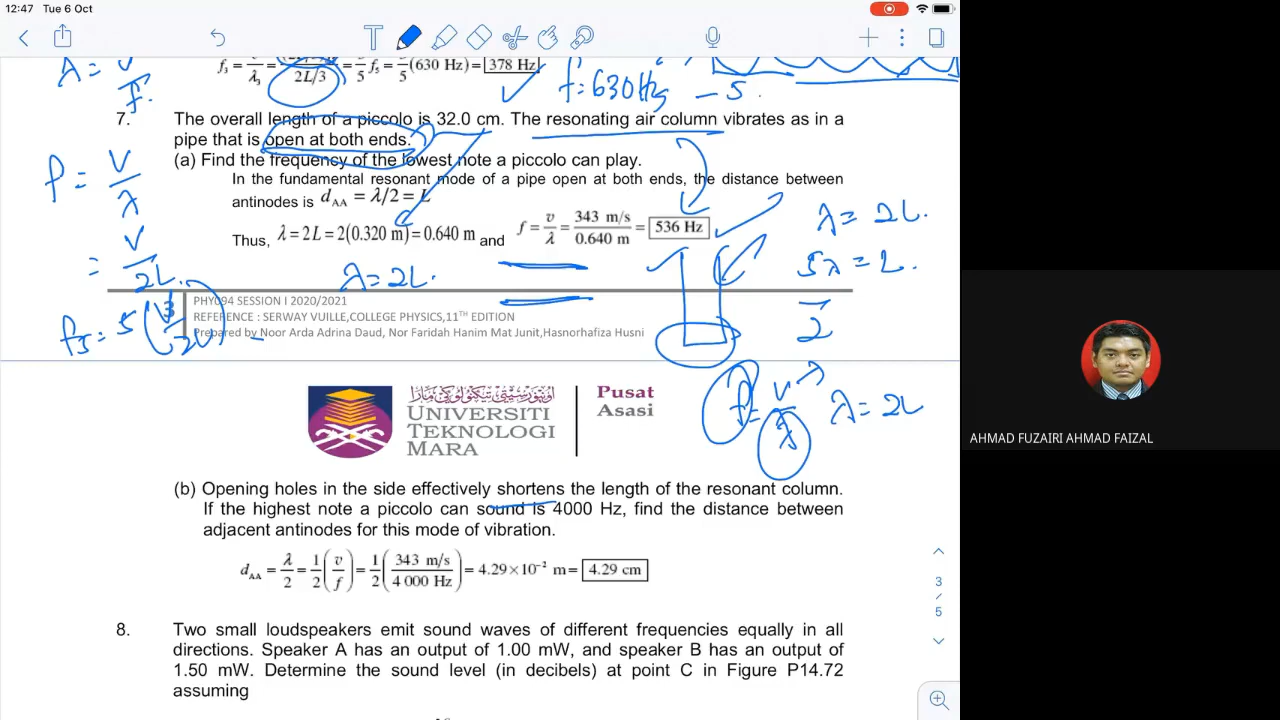 12:47 Tue 6 Oct
λ = v/f.
f₃ = v/λ₃ = 2L/3 = 1/5 f₅ = 1/5 (630 Hz) = 378 Hz
f=630Hz – 5.
7. The overall length of a piccolo is 32.0 cm. The resonating air column vibrates as in a
pipe that is open at both ends.
(a) Find the frequency of the lowest note a piccolo can play.
In the fundamental resonant mode of a pipe open at both ends, the distance between
antinodes is dAA = λ/2 = L
Thus, λ = 2L = 2(0.320 m) = 0.640 m and f = v/λ = 343 m/s / 0.640 m = 536 Hz
f = v/λ
= v/2L.
λ = 2L.
λ = 2L.
5λ = L.
2
PHY094 SESSION I 2020/2021
REFERENCE : SERWAY VUILLE,COLLEGE PHYSICS,11TH EDITION
Prepared by Noor Arda Adrina Daud, Nor Faridah Hanim Mat Junit,Hasnorhafiza Husni
UNIVERSITI
TEKNOLOGI
MARA
Pusat
Asasi
f = v/λ λ = 2L
(b) Opening holes in the side effectively shortens the length of the resonant column.
If the highest note a piccolo can sound is 4000 Hz, find the distance between
adjacent antinodes for this mode of vibration.
dAA = λ/2 = 1/2 (v/f) = 1/2 (343 m/s / 4 000 Hz) = 4.29×10⁻² m = 4.29 cm
8. Two small loudspeakers emit sound waves of different frequencies equally in all
directions. Speaker A has an output of 1.00 mW, and speaker B has an output of
1.50 mW. Determine the sound level (in decibels) at point C in Figure P14.72
assuming
3
/
5
AHMAD FUZAIRI AHMAD FAIZAL